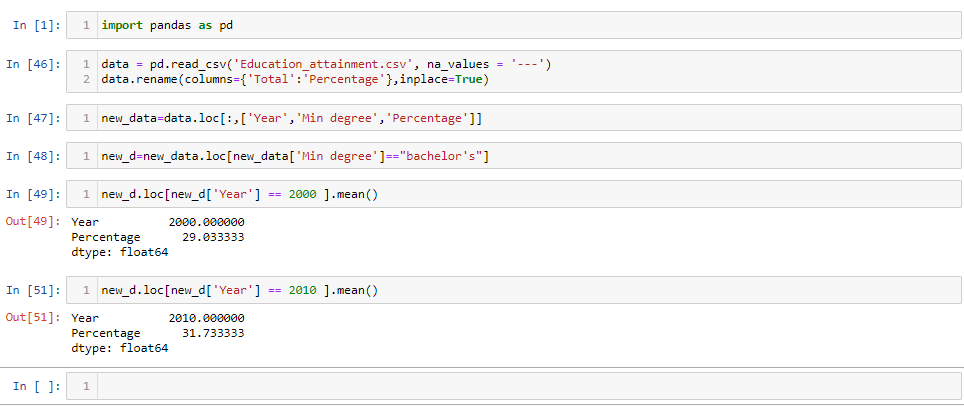 In [1]: 1 import pandas as pd
In [46]: 1 data = pd.read_csv('Education_attainment.csv', na_values = '---')
2 data.rename(columns={'Total':'Percentage'},inplace=True)
In [47]: 1 new_data=data.loc[:,['Year','Min degree','Percentage']]
In [48]: 1 new_d=new_data.loc[new_data['Min degree']=="bachelor's"]
In [49]: 1 new_d.loc[new_d['Year'] == 2000 ].mean()
Out[49]: Year 2000.000000
Percentage 29.033333
dtype: float64
In [51]: 1 new_d.loc[new_d['Year'] == 2010 ].mean()
Out[51]: Year 2010.000000
Percentage 31.733333
dtype: float64
In [ ]: 1